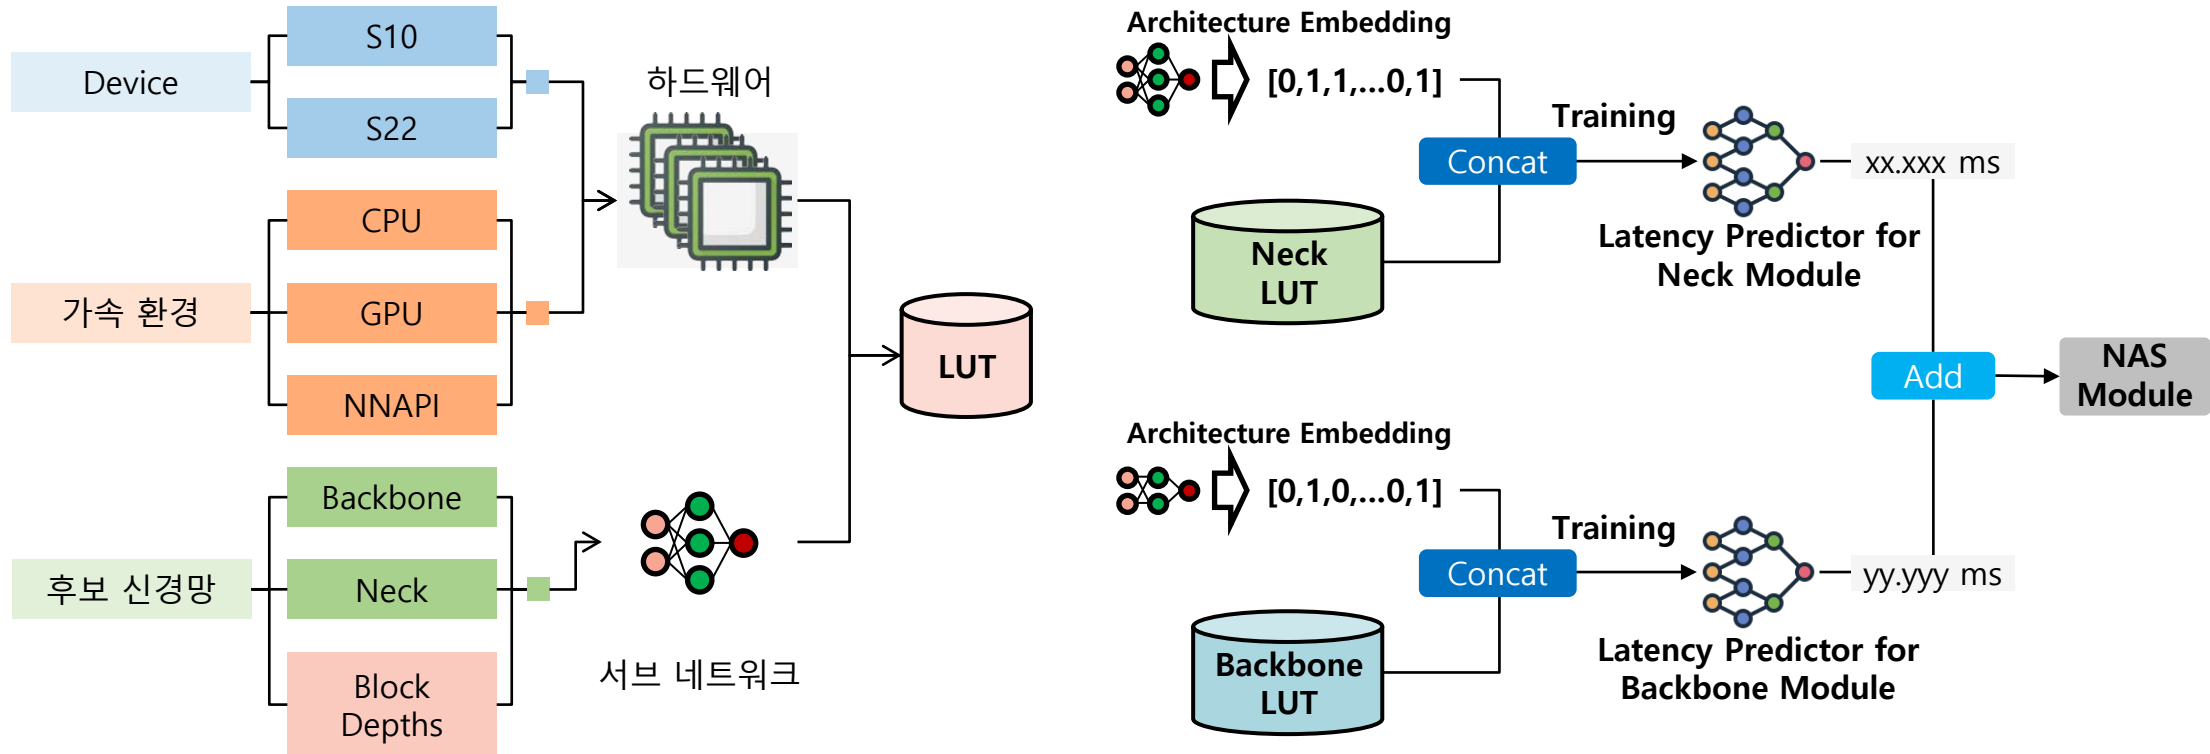 Device
S10
S22
가속 환경
CPU
GPU
NNAPI
후보 신경망
Backbone
Neck
Block
Depths
하드웨어
서브 네트워크
LUT
Architecture Embedding
[0,1,1,...0,1]
Concat
Neck
LUT
Training
Latency Predictor for
Neck Module
xx.xxx ms
Architecture Embedding
[0,1,0,...0,1]
Concat
Backbone
LUT
Training
Latency Predictor for
Backbone Module
yy.yyy ms
Add
NAS
Module